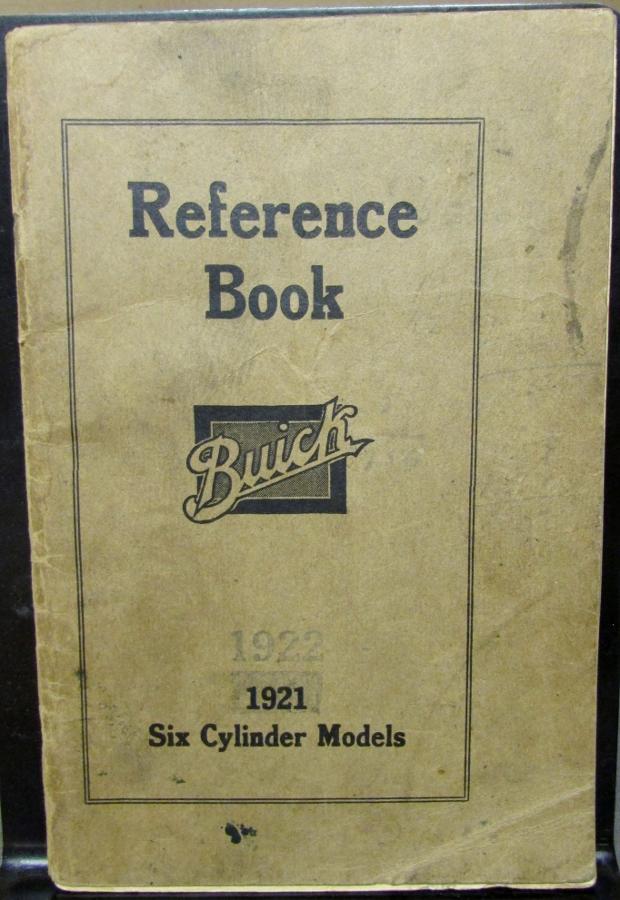 Reference
Book
Buick
1922
1921
Six Cylinder Models